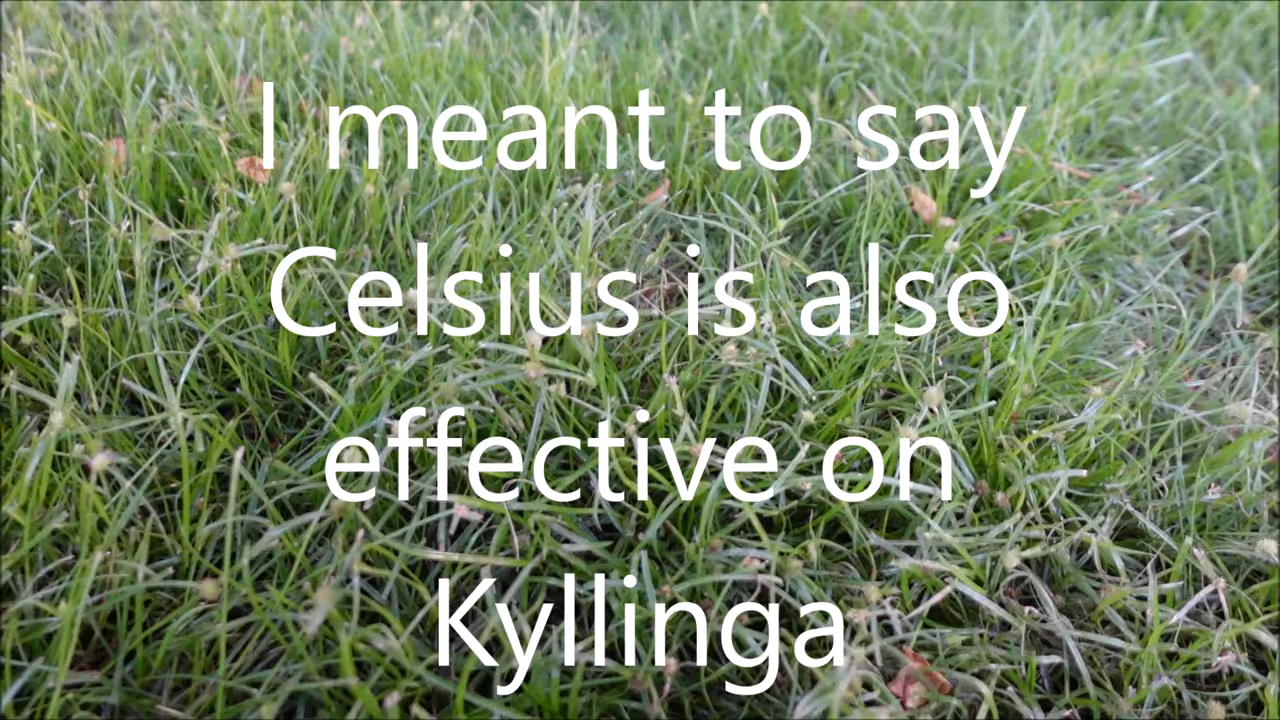 I meant to say
Celsius is also
effective on
Kyllinga